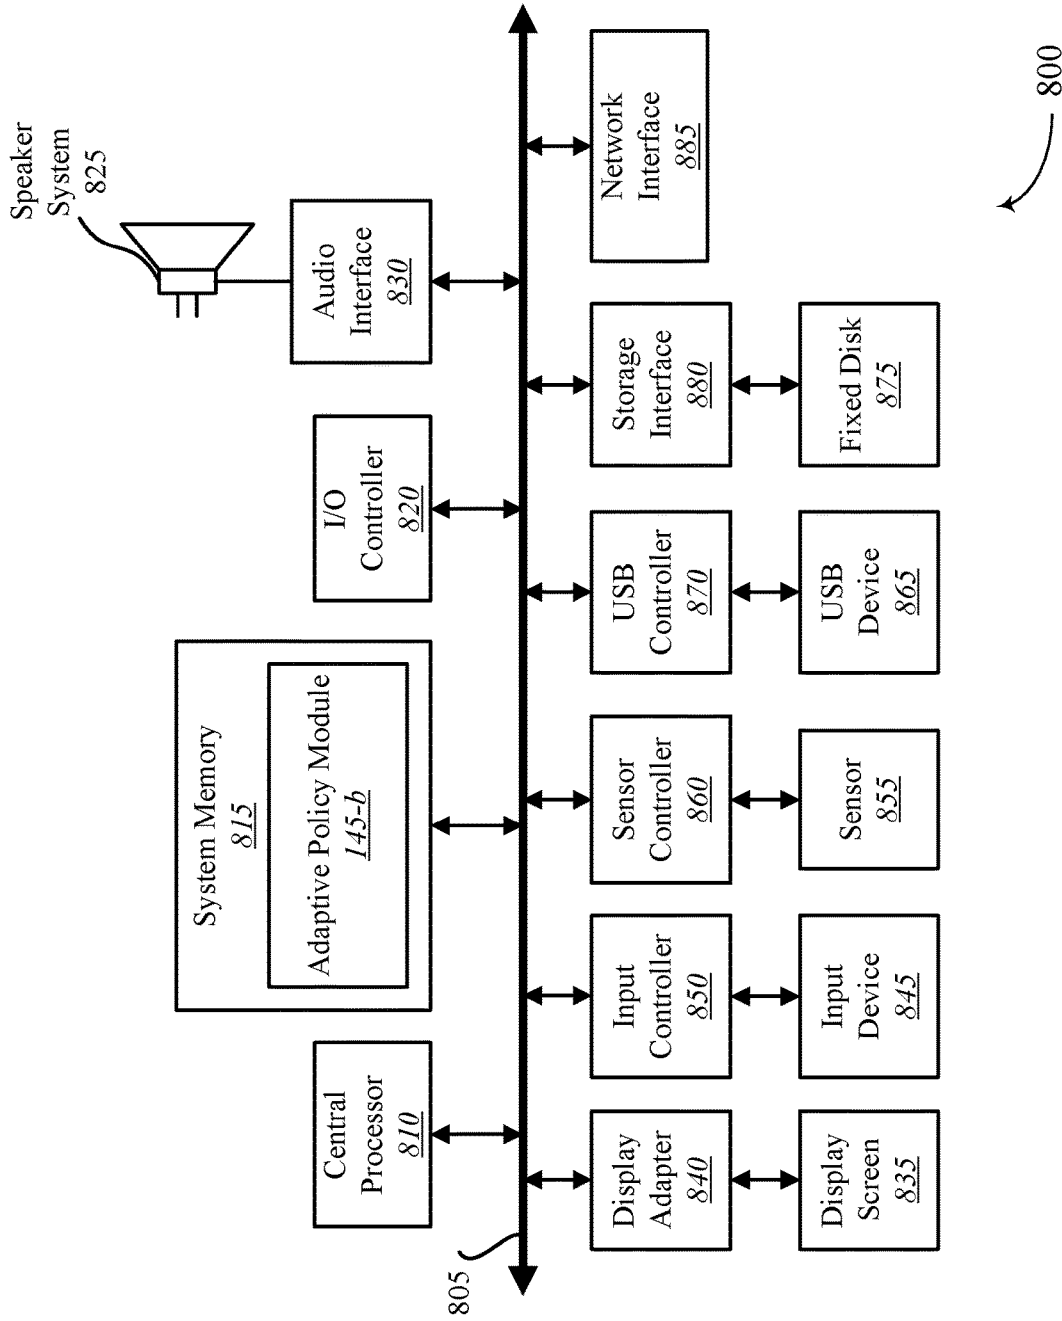 Speaker
System
825
Central
Processor
810
System Memory
815
Adaptive Policy Module
145-b
I/O
Controller
820
Audio
Interface
830
805
Display
Adapter
840
Input
Controller
850
Sensor
Controller
860
USB
Controller
870
Storage
Interface
880
Network
Interface
885
Display
Screen
835
Input
Device
845
Sensor
855
USB
Device
865
Fixed Disk
875
800